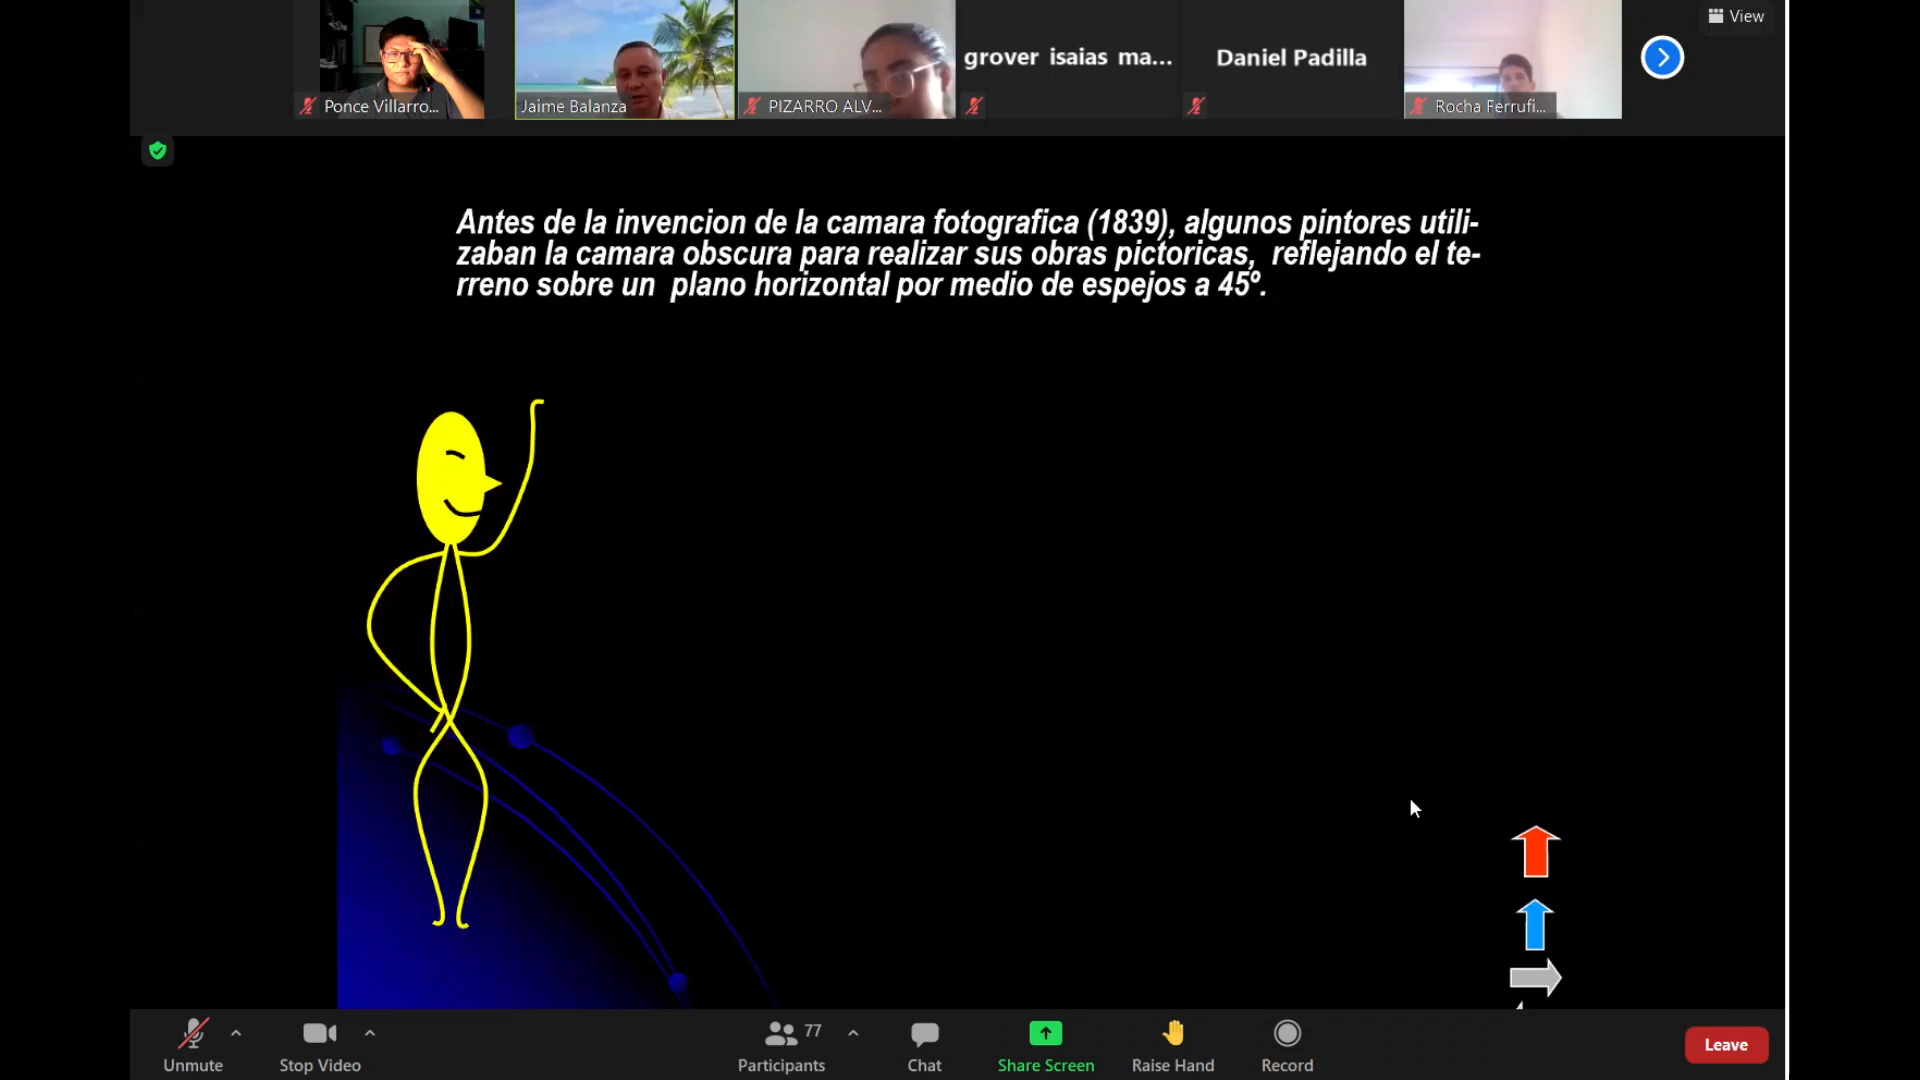 View
grover isaias ma...
Daniel Padilla
Ponce Villarro...
Jaime Balanza
PIZARRO ALV...
Rocha Ferrufi...
Antes de la invencion de la camara fotografica (1839), algunos pintores utili-
zaban la camara obscura para realizar sus obras pictoricas, reflejando el te-
rreno sobre un plano horizontal por medio de espejos a 45º.
77
Unmute
Stop Video
Participants
Chat
Share Screen
Raise Hand
Record
Leave